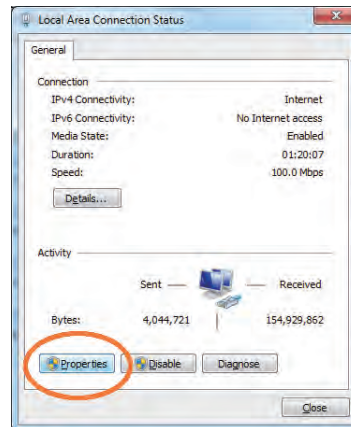 Local Area Connection Status
General
Connection
IPv4 Connectivity: Internet
IPv6 Connectivity: No Internet access
Media State: Enabled
Duration: 01:20:07
Speed: 100.0 Mbps
Details...
Activity
Sent — — Received
Bytes: 4,044,721 154,929,862
Properties Disable Diagnose
Close